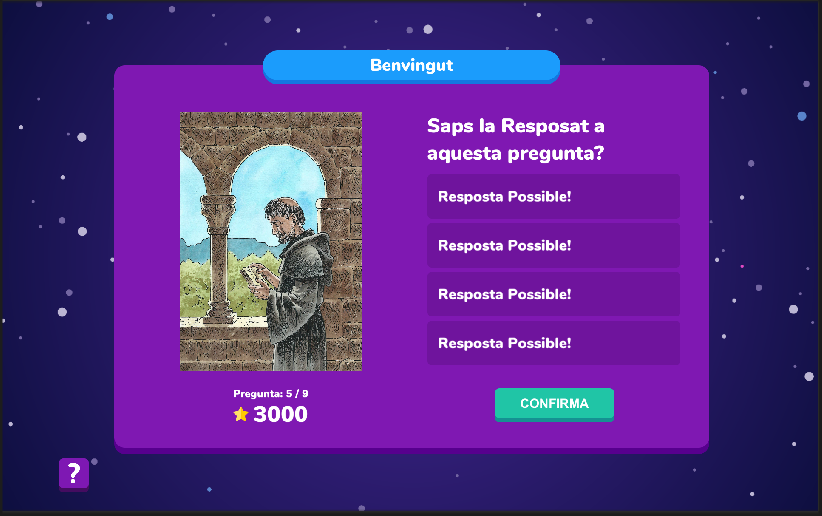 Benvingut
Saps la Resposat a
aquesta pregunta?
Resposta Possible!
Resposta Possible!
Resposta Possible!
Resposta Possible!
Pregunta: 5 / 9
3000
CONFIRMA
?